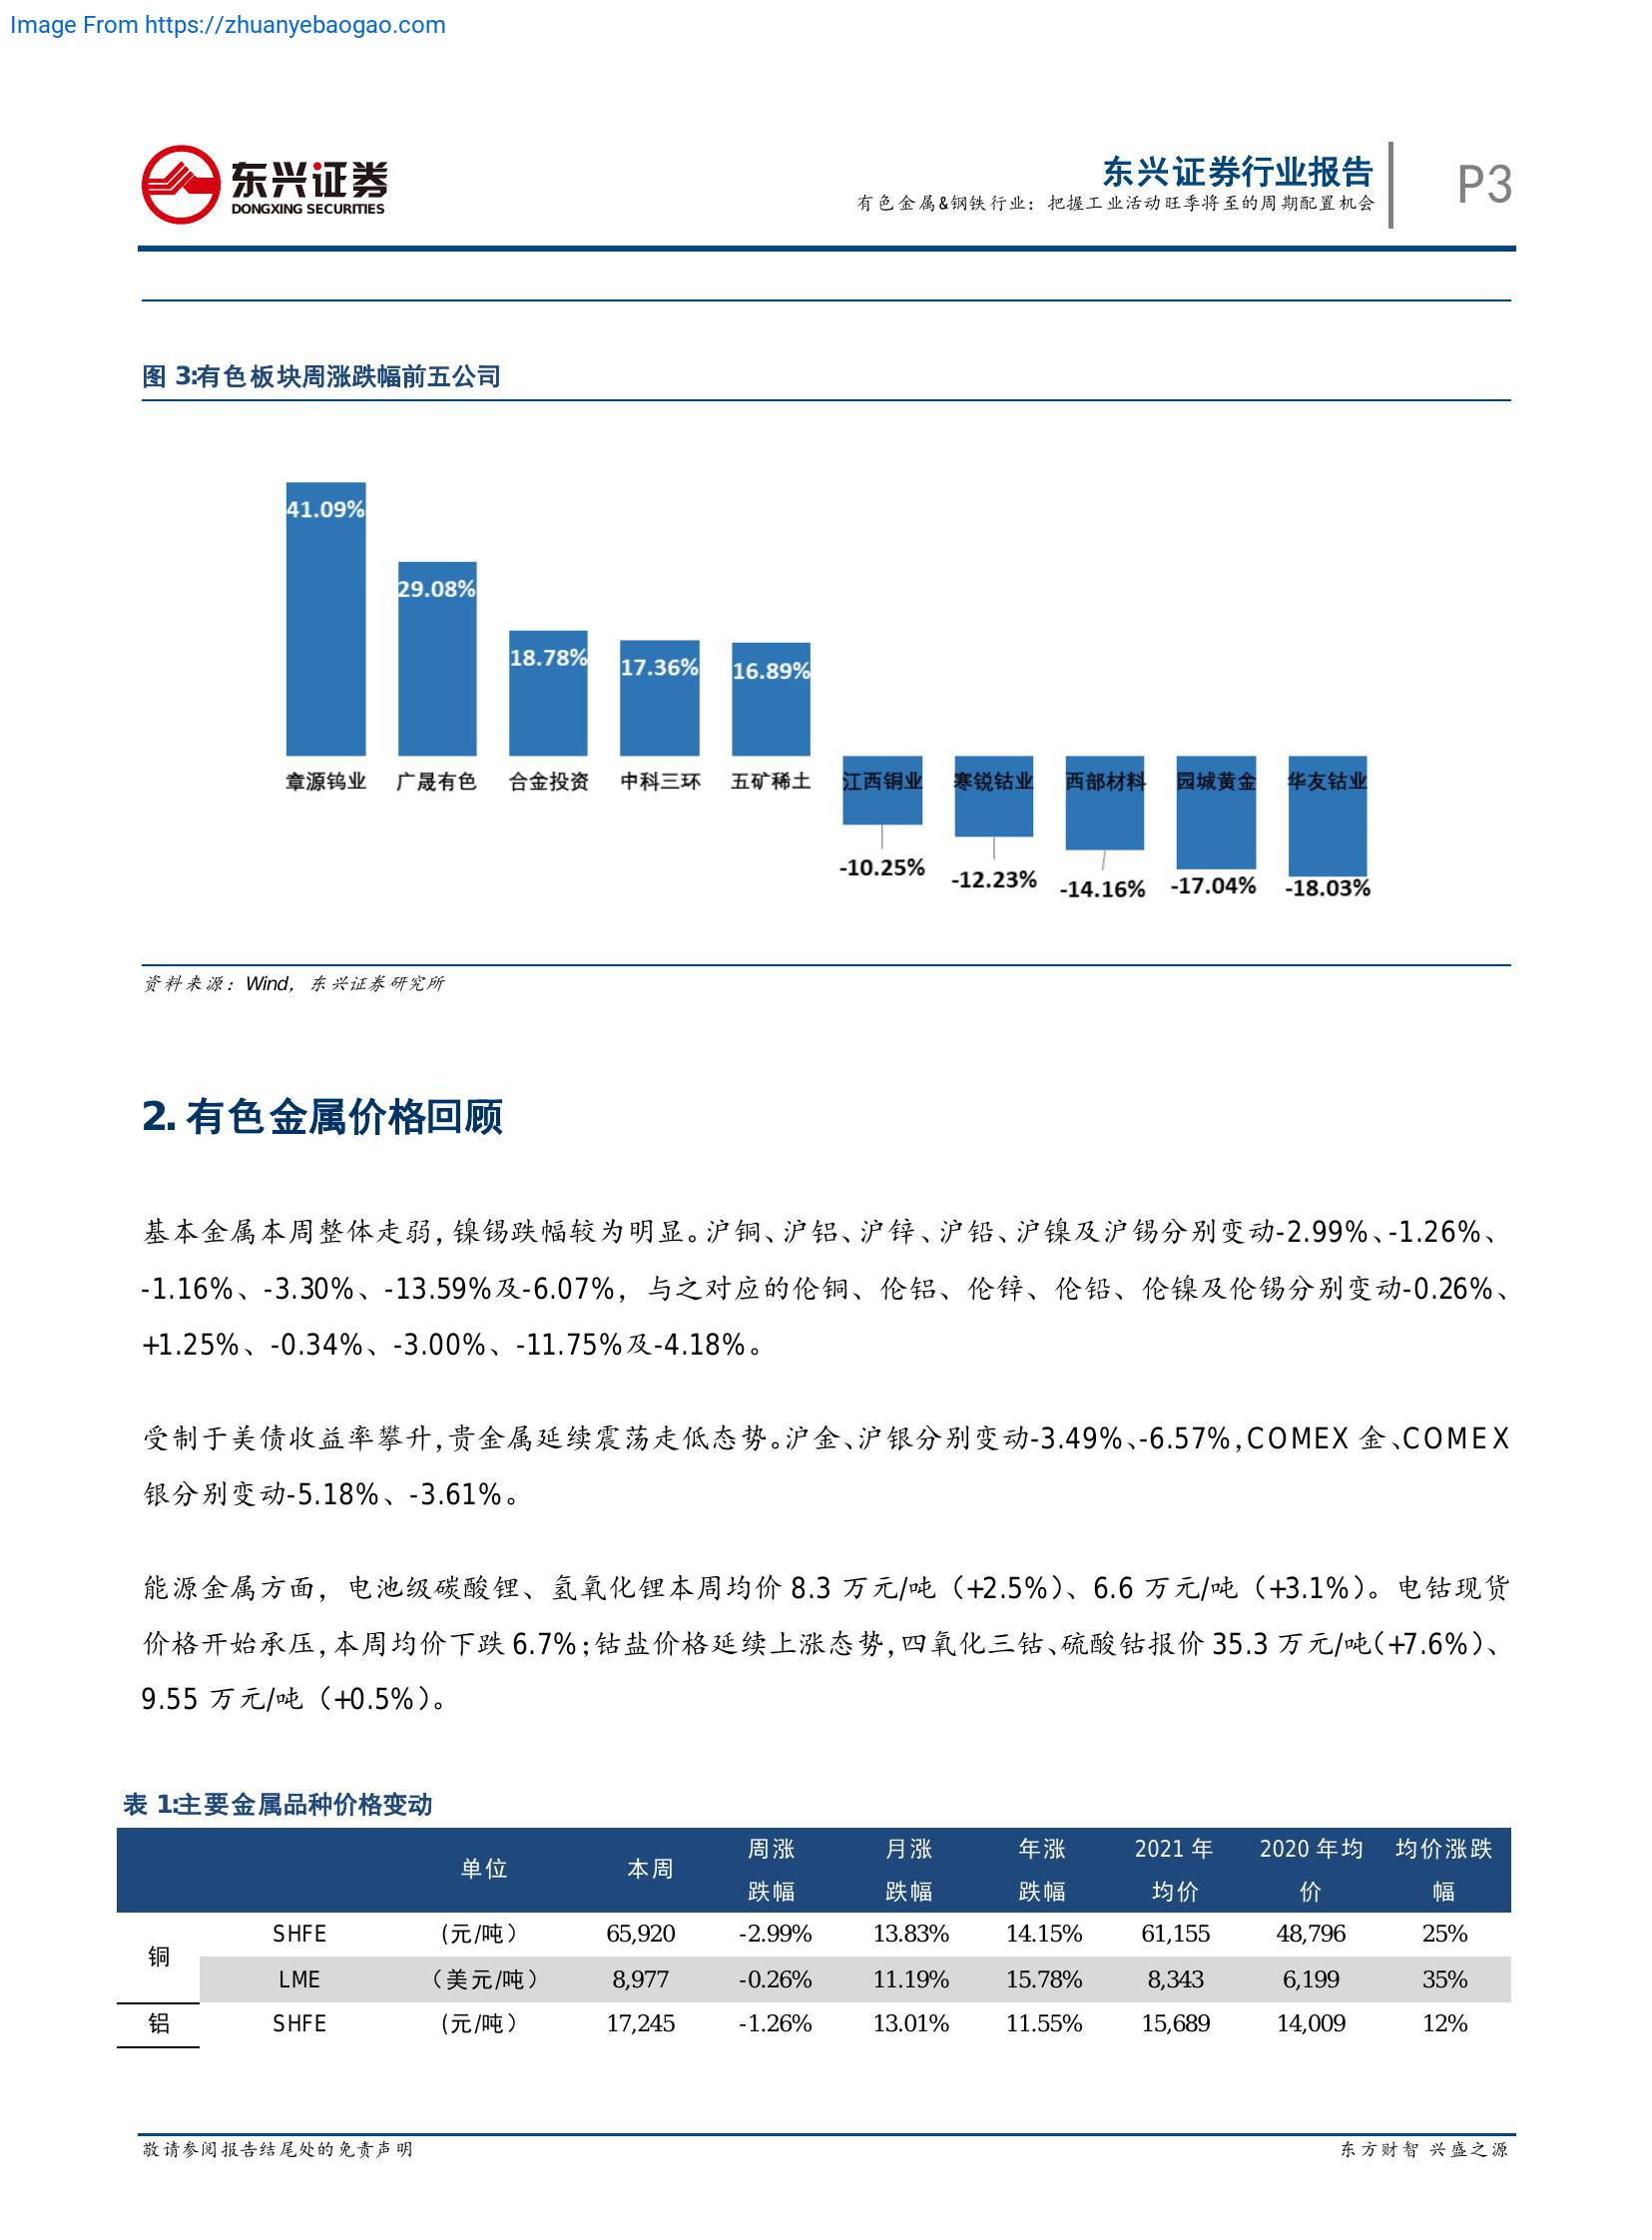 Image From https://zhuanyebaogao.com
东兴证券
DONGXING SECURITIES
东兴证券行业报告
有色金属&钢铁行业：把握工业活动旺季将至的周期配置机会
P3
图 3:有色板块周涨跌幅前五公司
41.09%
29.08%
18.78%
17.36%
16.89%
章源钨业 广晟有色 合金投资 中科三环 五矿稀土 江西铜业 寒锐钴业 西部材料 园城黄金 华友钴业
-10.25%
-12.23%
-14.16%
-17.04%
-18.03%
资料来源：Wind，东兴证券研究所
2. 有色金属价格回顾
基本金属本周整体走弱，镍锡跌幅较为明显。沪铜、沪铝、沪锌、沪铅、沪镍及沪锡分别变动-2.99%、-1.26%、
-1.16%、-3.30%、-13.59%及-6.07%，与之对应的伦铜、伦铝、伦锌、伦铅、伦镍及伦锡分别变动-0.26%、
+1.25%、-0.34%、-3.00%、-11.75%及-4.18%。
受制于美债收益率攀升，贵金属延续震荡走低态势。沪金、沪银分别变动-3.49%、-6.57%，COMEX 金、COMEX
银分别变动-5.18%、-3.61%。
能源金属方面，电池级碳酸锂、氢氧化锂本周均价 8.3 万元/吨（+2.5%）、6.6 万元/吨（+3.1%）。电钴现货
价格开始承压，本周均价下跌 6.7%；钴盐价格延续上涨态势，四氧化三钴、硫酸钴报价 35.3 万元/吨（+7.6%）、
9.55 万元/吨（+0.5%）。
表 1:主要金属品种价格变动
单位 本周 周涨跌幅 月涨跌幅 年涨跌幅 2021 年均价 2020 年均价 均价涨跌幅
铜 SHFE (元/吨） 65,920 -2.99% 13.83% 14.15% 61,155 48,796 25%
LME （美元/吨） 8,977 -0.26% 11.19% 15.78% 8,343 6,199 35%
铝 SHFE (元/吨） 17,245 -1.26% 13.01% 11.55% 15,689 14,009 12%
敬请参阅报告结尾处的免责声明
东方财智 兴盛之源